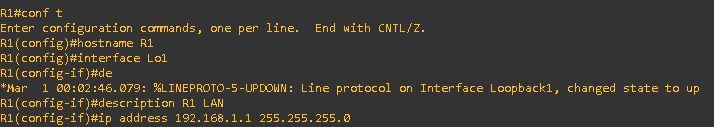 R1#conf t
Enter configuration commands, one per line.  End with CNTL/Z.
R1(config)#hostname R1
R1(config)#interface Lo1
R1(config-if)#de
*Mar  1 00:02:46.079: %LINEPROTO-5-UPDOWN: Line protocol on Interface Loopback1, changed state to up
R1(config-if)#description R1 LAN
R1(config-if)#ip address 192.168.1.1 255.255.255.0